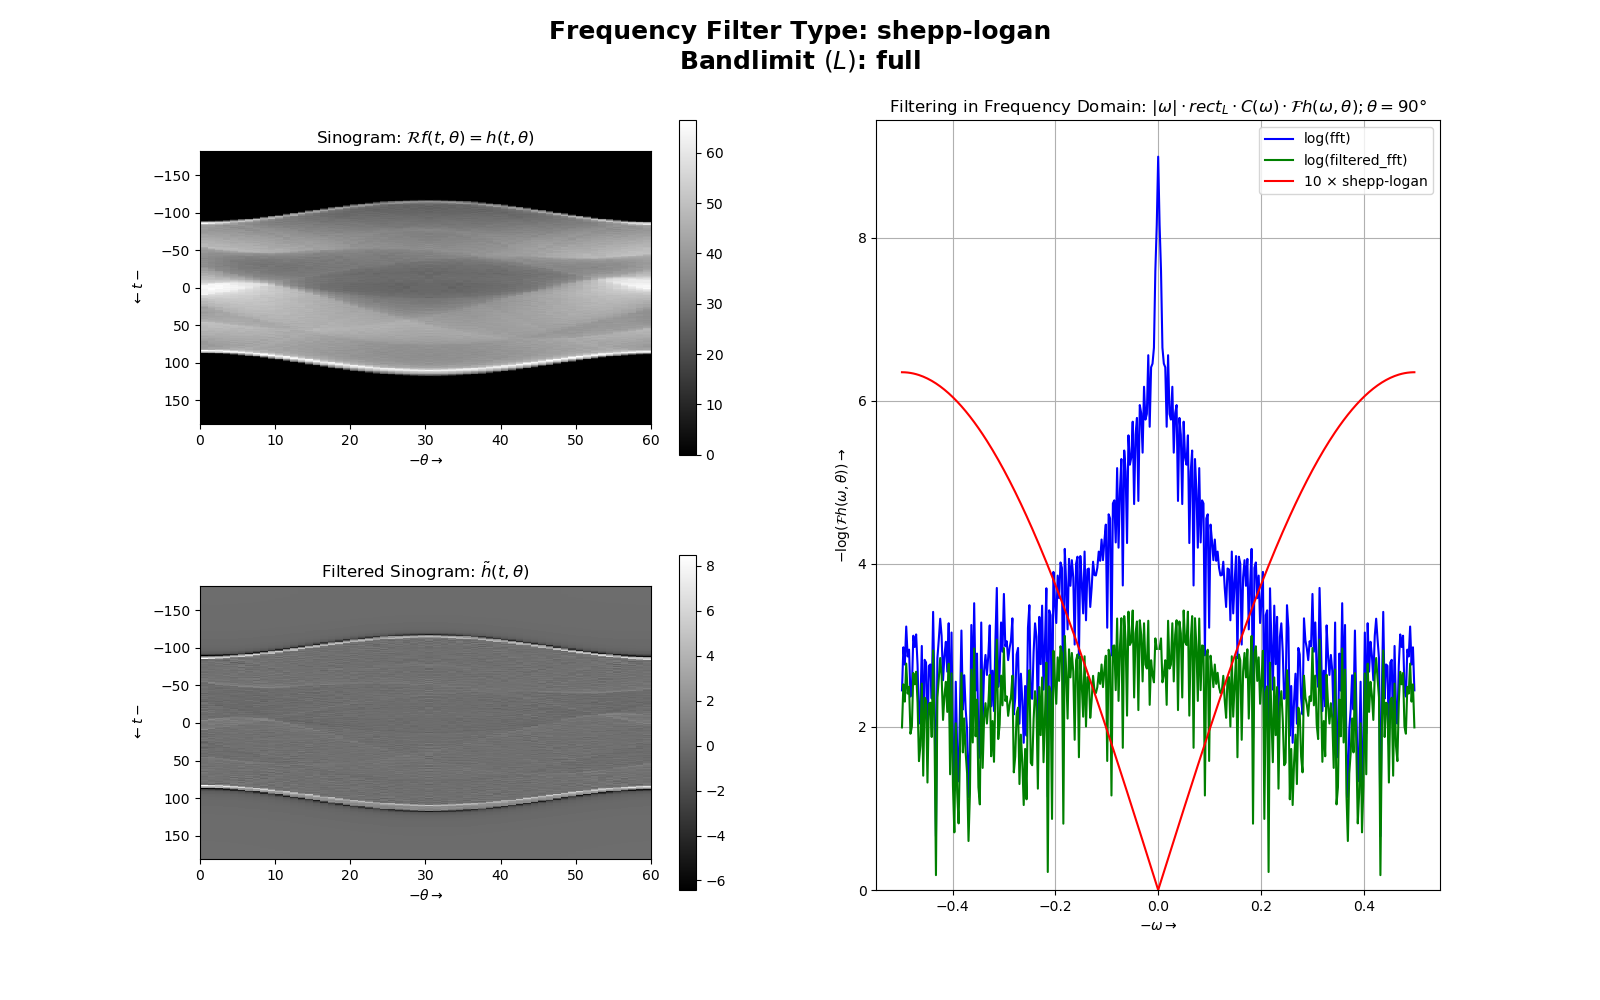 Frequency Filter Type: shepp-logan
Bandlimit (L): full
Sinogram: ℛf(t, θ) = h(t, θ)
−150
−100
−50
0
50
100
150
← t −
0 10 20 30 40 50 60
−θ →
60
50
40
30
20
10
0
Filtered Sinogram: h̃(t, θ)
−150
−100
−50
0
50
100
150
← t −
0 10 20 30 40 50 60
−θ →
8
6
4
2
0
−2
−4
−6
Filtering in Frequency Domain: |ω| · rect_L · C(ω) · ℱh(ω, θ); θ = 90°
log(fft)
log(filtered_fft)
10 × shepp-logan
8
6
4
2
0
−log(ℱh(ω, θ)) →
−0.4 −0.2 0.0 0.2 0.4
−ω →